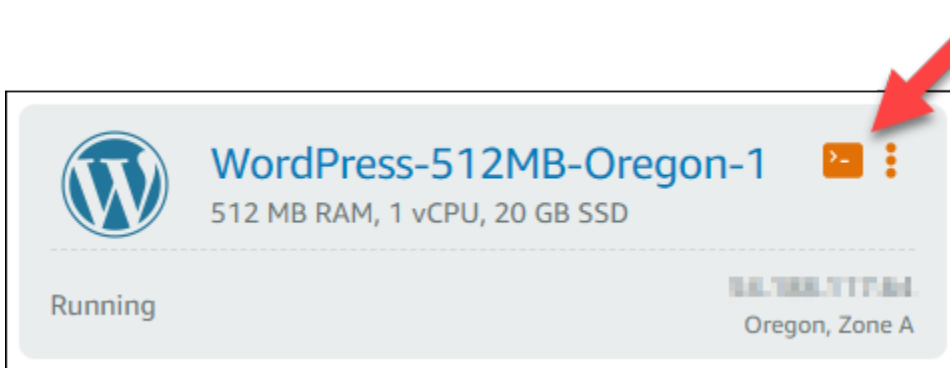 WordPress-512MB-Oregon-1
512 MB RAM, 1 vCPU, 20 GB SSD
Running
Oregon, Zone A